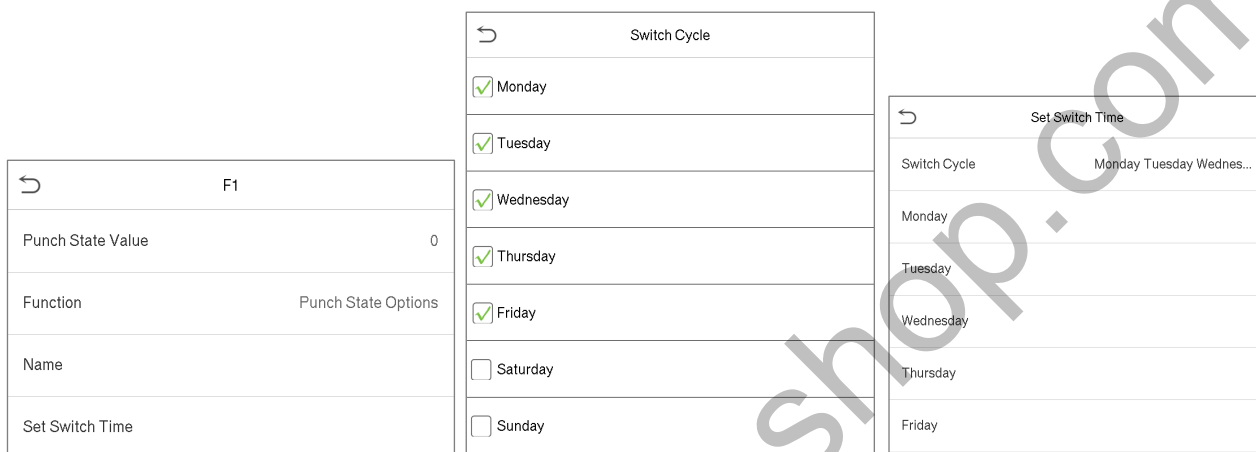 F1
Punch State Value 0
Function Punch State Options
Name
Set Switch Time
Switch Cycle
Monday
Tuesday
Wednesday
Thursday
Friday
Saturday
Sunday
Set Switch Time
Switch Cycle Monday Tuesday Wednes...
Monday
Tuesday
Wednesday
Thursday
Friday
shop.com